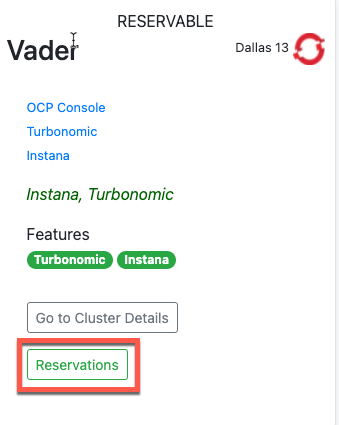 RESERVABLE
Vader
Dallas 13
OCP Console
Turbonomic
Instana
Instana, Turbonomic
Features
Turbonomic Instana
Go to Cluster Details
Reservations